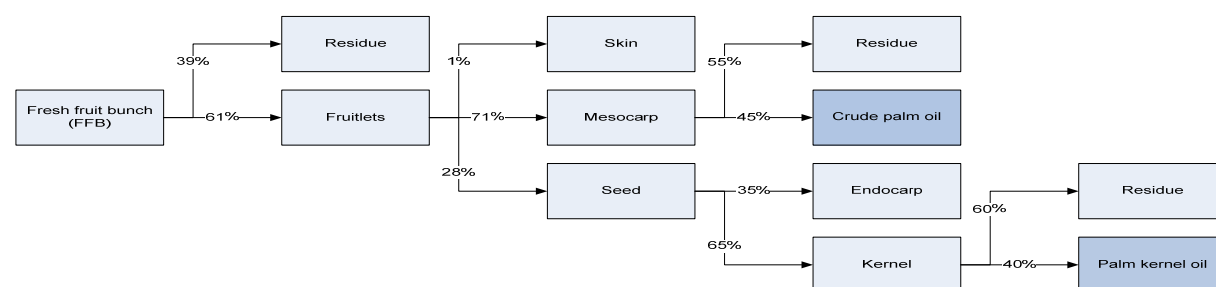 Residue
Skin
Residue
39%
1%
55%
Fresh fruit bunch
(FFB)
61%
Fruitlets
71%
Mesocarp
45%
Crude palm oil
28%
Seed
35%
Endocarp
Residue
60%
65%
Kernel
40%
Palm kernel oil